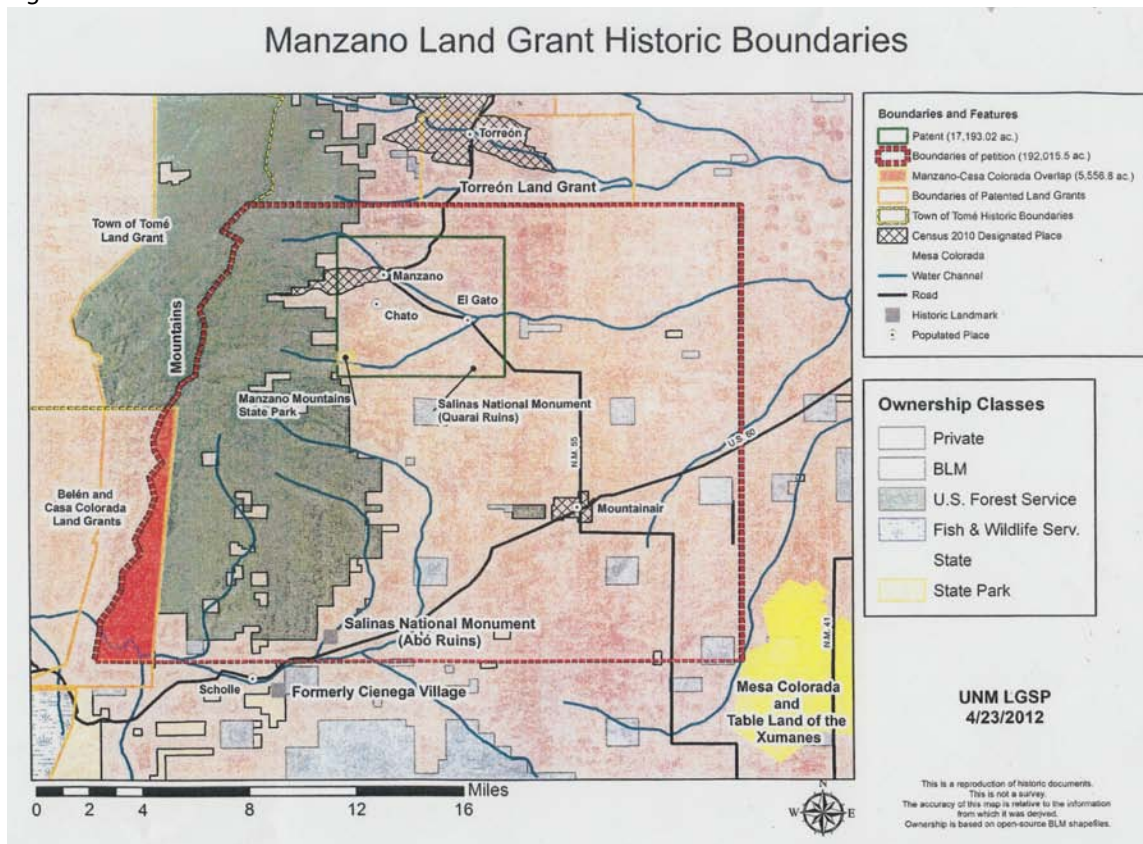 Manzano Land Grant Historic Boundaries
Torreón
Torreón Land Grant
Town of Tomé
Land Grant
Mountains
Manzano
El Gato
Chato
Manzano Mountains
State Park
Salinas National Monument
(Quarai Ruins)
N.M. 55
U.S. 60
Belén and
Casa Colorada
Land Grants
Mountainair
Salinas National Monument
(Abó Ruins)
N.M. 41
Scholle
Formerly Cienega Village
Mesa Colorada
and
Table Land of the
Xumanes
0 2 4 8 12 16 Miles
Boundaries and Features
Patent (17,193.02 ac.)
Boundaries of petition (192,015.5 ac.)
Manzano-Casa Colorada Overlap (5,556.8 ac.)
Boundaries of Patented Land Grants
Town of Tomé Historic Boundaries
Census 2010 Designated Place
Mesa Colorada
Water Channel
Road
Historic Landmark
Populated Place
Ownership Classes
Private
BLM
U.S. Forest Service
Fish & Wildlife Serv.
State
State Park
UNM LGSP
4/23/2012
N
W E
S
This is a reproduction of historic documents.
This is not a survey.
The accuracy of this map is relative to the information
from which it was derived.
Ownership is based on open-source BLM shapefiles.